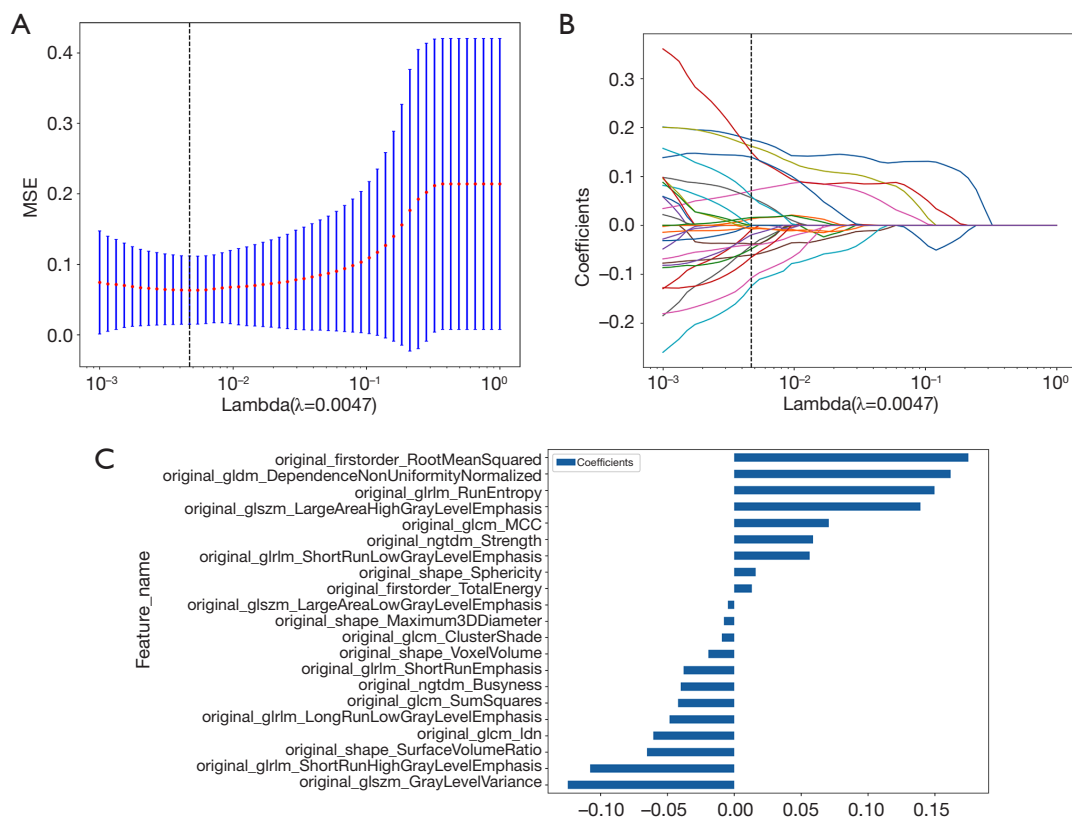 A
MSE
0.4
0.3
0.2
0.1
0.0
10⁻³
10⁻²
10⁻¹
10⁰
Lambda(λ=0.0047)
B
Coefficients
0.3
0.2
0.1
0.0
−0.1
−0.2
10⁻³
10⁻²
10⁻¹
10⁰
Lambda(λ=0.0047)
C
Feature_name
Coefficients
original_firstorder_RootMeanSquared
original_gldm_DependenceNonUniformityNormalized
original_glrlm_RunEntropy
original_glszm_LargeAreaHighGrayLevelEmphasis
original_glcm_MCC
original_ngtdm_Strength
original_glrlm_ShortRunLowGrayLevelEmphasis
original_shape_Sphericity
original_firstorder_TotalEnergy
original_glszm_LargeAreaLowGrayLevelEmphasis
original_shape_Maximum3DDiameter
original_glcm_ClusterShade
original_shape_VoxelVolume
original_glrlm_ShortRunEmphasis
original_ngtdm_Busyness
original_glcm_SumSquares
original_glrlm_LongRunLowGrayLevelEmphasis
original_glcm_Idn
original_shape_SurfaceVolumeRatio
original_glrlm_ShortRunHighGrayLevelEmphasis
original_glszm_GrayLevelVariance
−0.10
−0.05
0.00
0.05
0.10
0.15